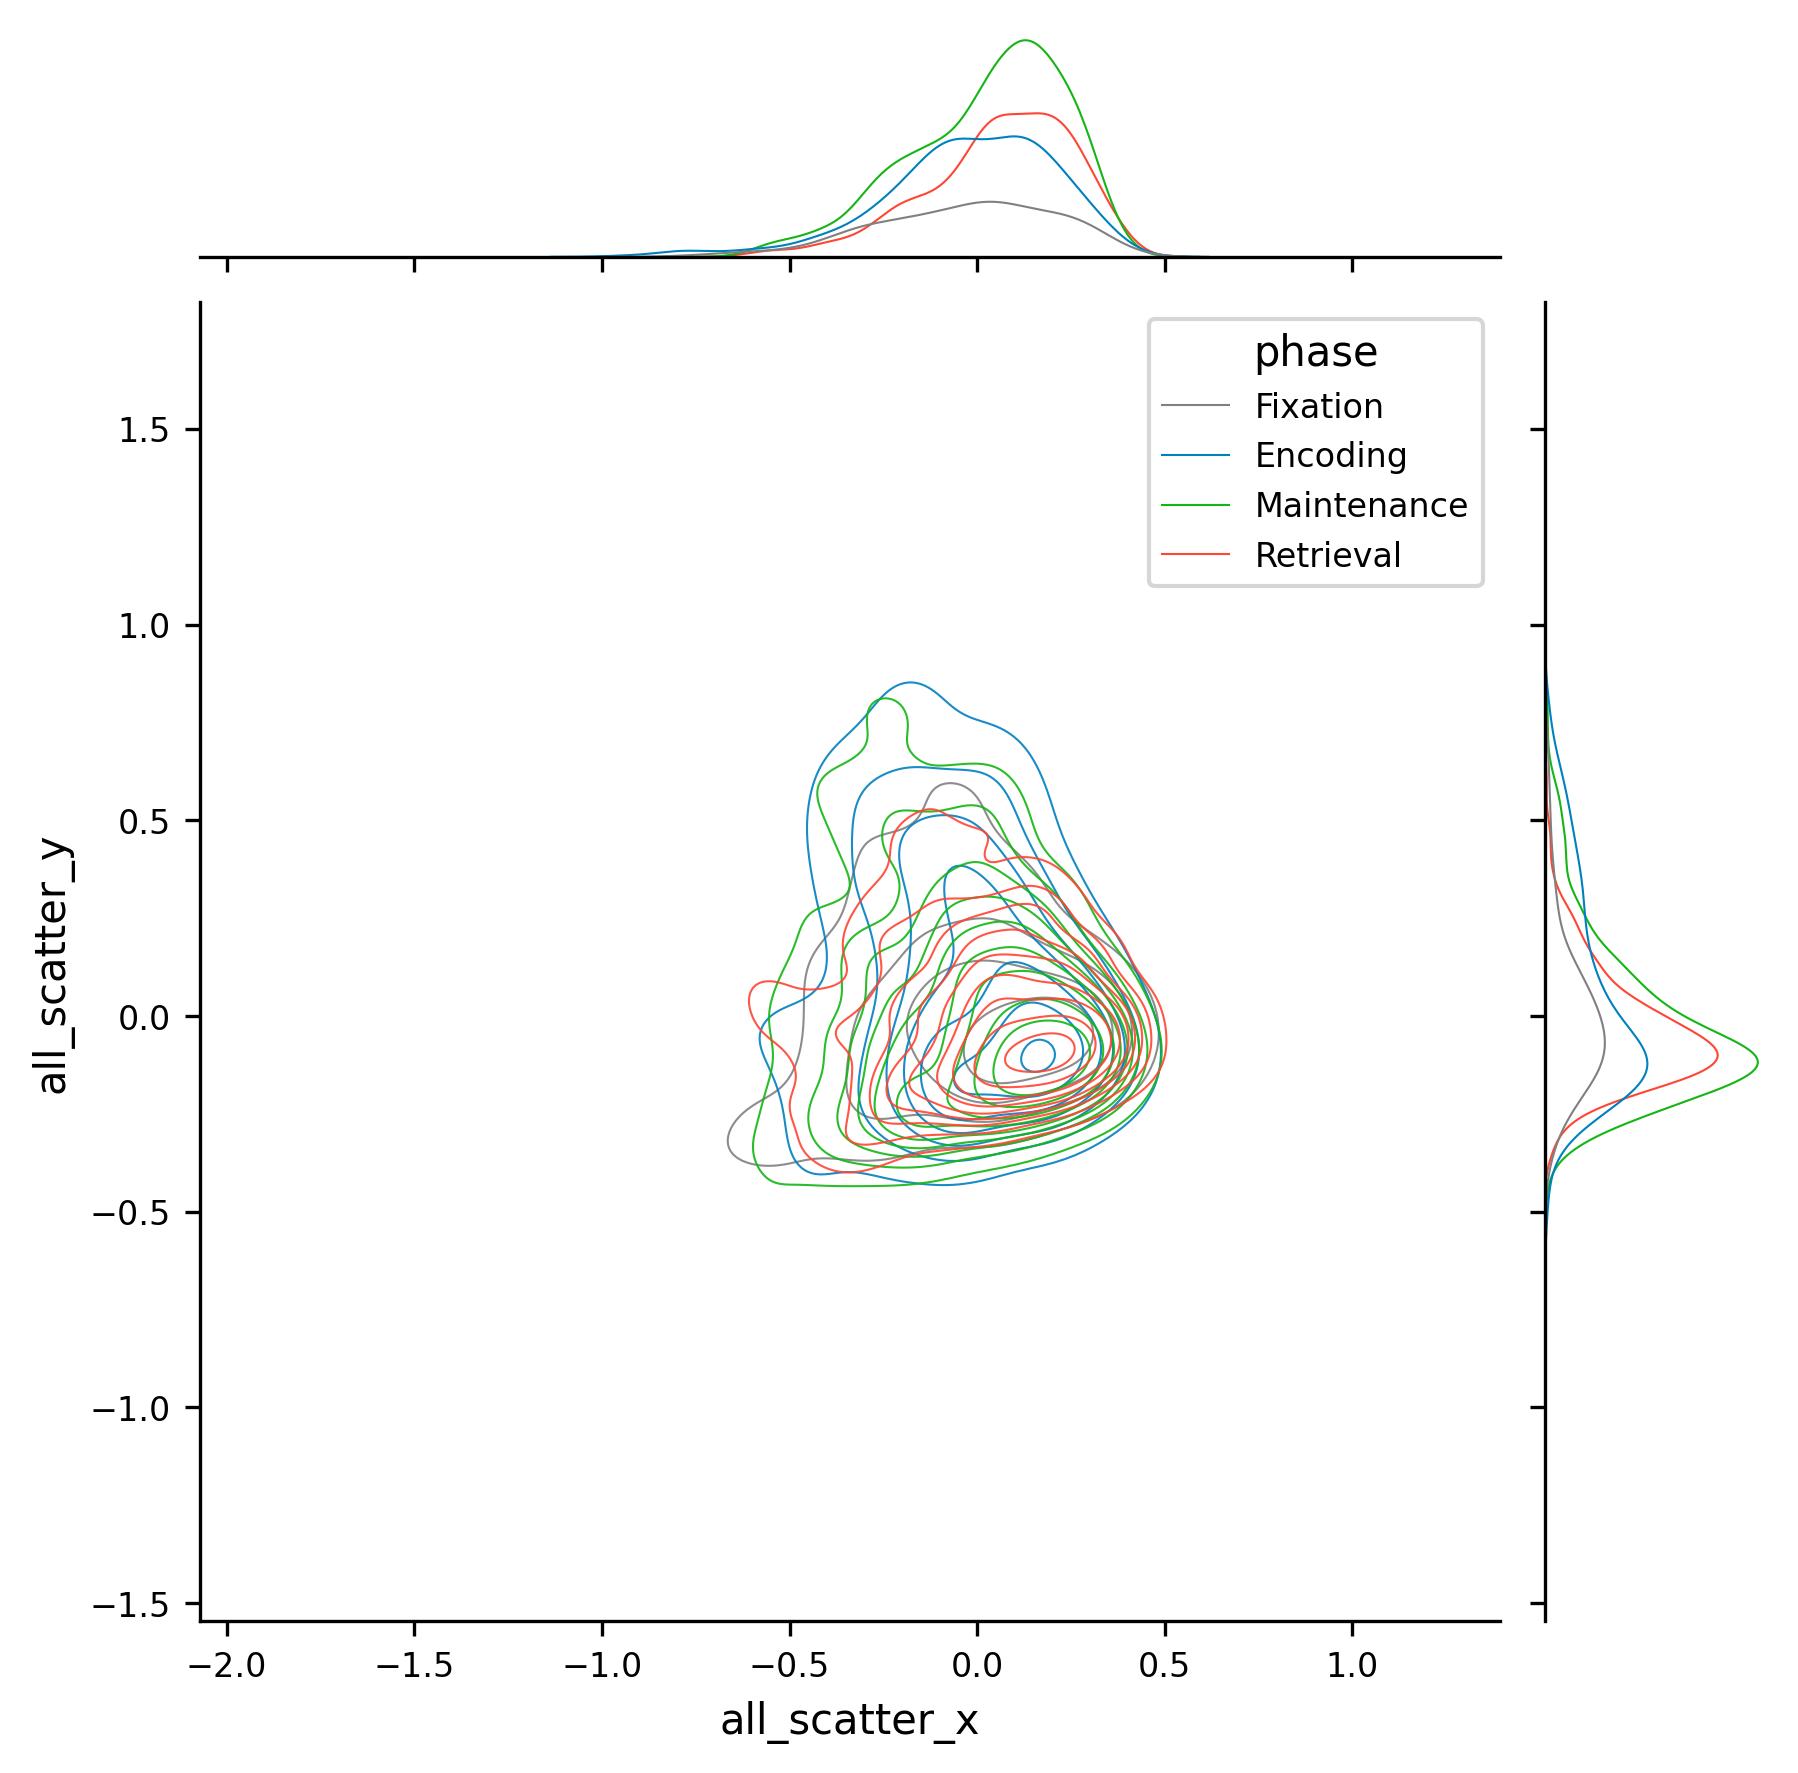 phase
Fixation
Encoding
Maintenance
Retrieval
1.5
1.0
0.5
0.0
−0.5
−1.0
−1.5
all_scatter_y
−2.0 −1.5 −1.0 −0.5 0.0 0.5 1.0
all_scatter_x